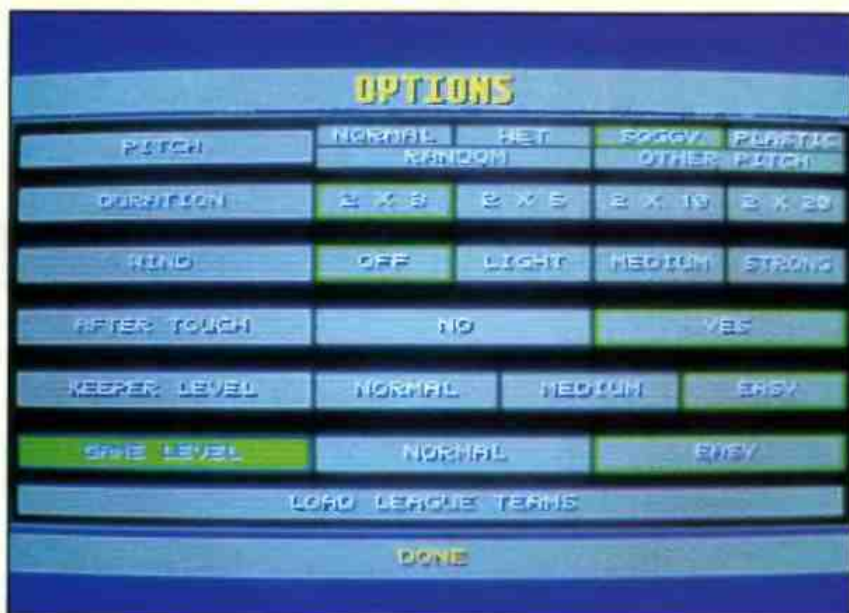 OPTIONS
PITCH NORMAL WET SOGGY PLASTIC
RANDOM OTHER PITCH
DURATION 2 X 3 2 X 5 2 X 10 2 X 20
WIND OFF LIGHT MEDIUM STRONG
AFTER TOUCH NO YES
KEEPER LEVEL NORMAL MEDIUM EASY
GAME LEVEL NORMAL EASY
LOAD LEAGUE TEAMS
DONE